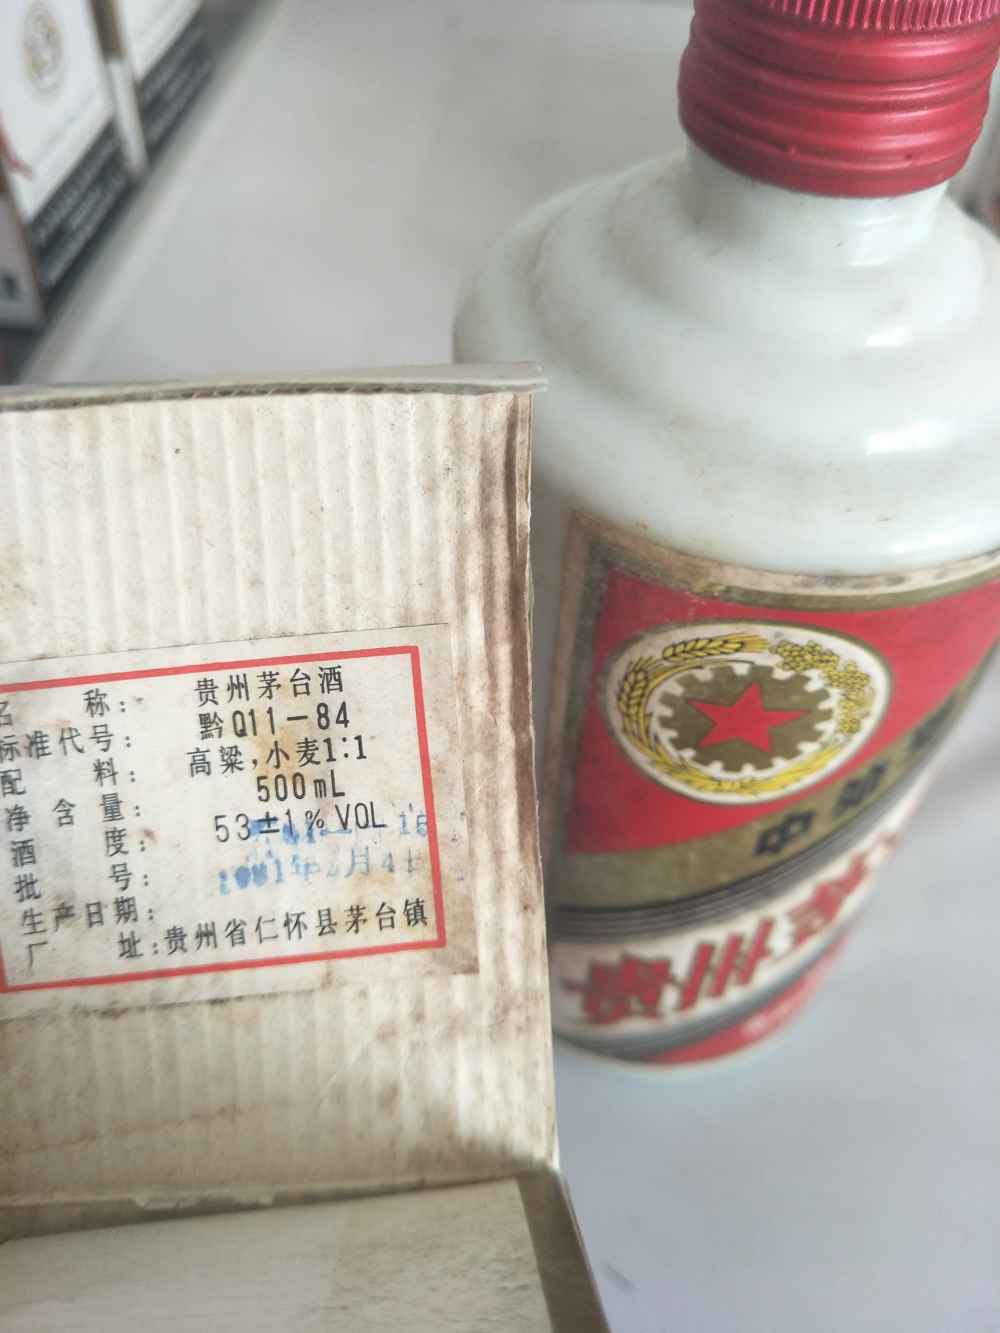 名 称： 贵州茅台酒
标准代号： 黔Q11－84
配 料： 高粱,小麦1:1
净 含 量： 500mL
酒 度： 53±1％VOL
批 号：
生产日期：
厂 址：贵州省仁怀县茅台镇
中
贵州茅